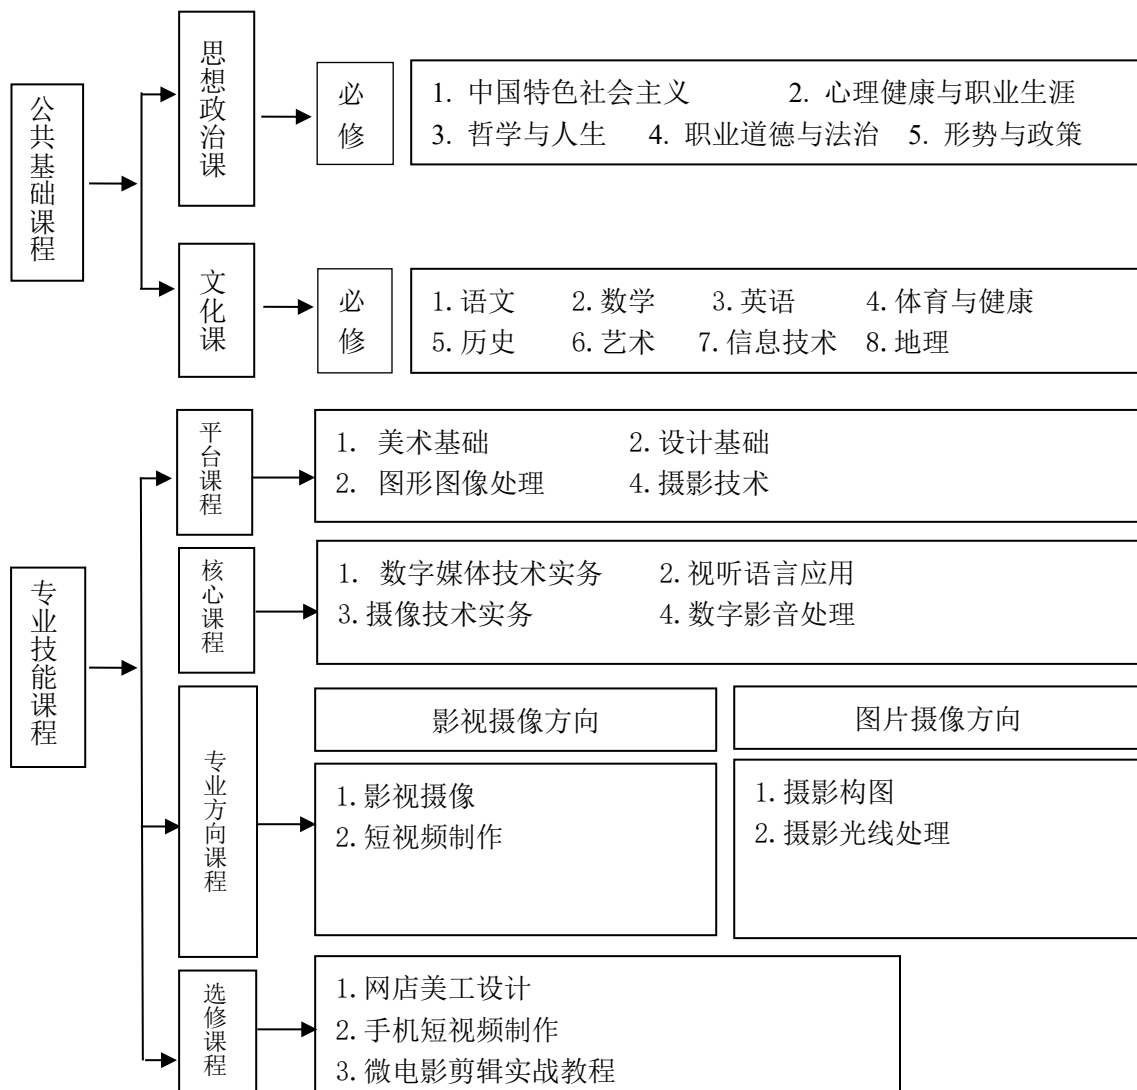 公共基础课程
思想政治课
必修
1. 中国特色社会主义 2. 心理健康与职业生涯
3. 哲学与人生 4. 职业道德与法治 5. 形势与政策
文化课
必修
1.语文 2.数学 3.英语 4.体育与健康
5.历史 6.艺术 7.信息技术 8.地理
专业技能课程
平台课程
1. 美术基础 2.设计基础
2. 图形图像处理 4.摄影技术
核心课程
1. 数字媒体技术实务 2.视听语言应用
3.摄像技术实务 4.数字影音处理
专业方向课程
影视摄像方向
1.影视摄像
2.短视频制作
图片摄像方向
1.摄影构图
2.摄影光线处理
选修课程
1.网店美工设计
2.手机短视频制作
3.微电影剪辑实战教程